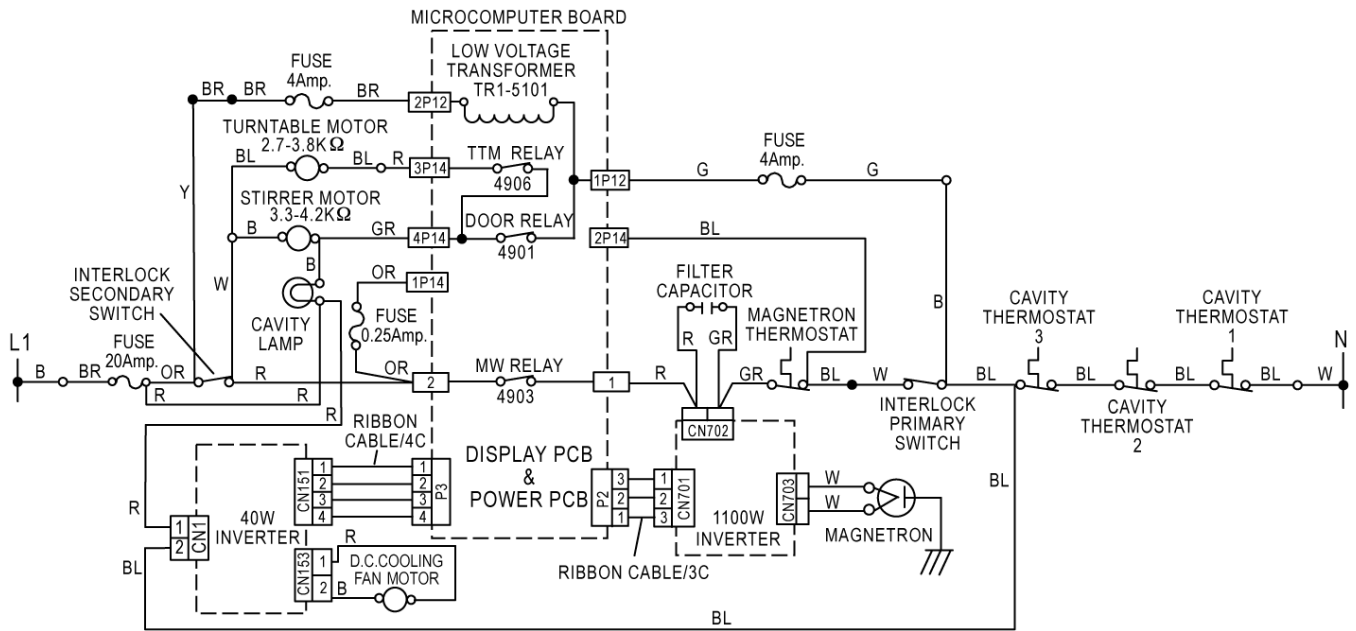 MICROCOMPUTER BOARD
LOW VOLTAGE
TRANSFORMER
TR1-5101
FUSE
4Amp.
BR
BR
BR
2P12
TURNTABLE MOTOR
2.7-3.8KΩ
BL
BL
R
3P14
TTM RELAY
4906
FUSE
4Amp.
G
G
1P12
Y
STIRRER MOTOR
3.3-4.2KΩ
B
GR
4P14
DOOR RELAY
4901
2P14
BL
B
W
OR
1P14
INTERLOCK
SECONDARY
SWITCH
CAVITY
LAMP
FUSE
0.25Amp.
FILTER
CAPACITOR
R
GR
MAGNETRON
THERMOSTAT
B
CAVITY
THERMOSTAT
3
CAVITY
THERMOSTAT
1
L1
FUSE
20Amp.
B
BR
OR
R
OR
2
MW RELAY
4903
1
R
GR
BL
W
BL
BL
BL
BL
W
N
R
R
R
CN702
INTERLOCK
PRIMARY
SWITCH
CAVITY
THERMOSTAT
2
RIBBON
CABLE/4C
DISPLAY PCB
&
POWER PCB
CN151
1
2
3
4
1
2
3
4
P3
P2
3
2
1
1
2
3
CN701
CN703
W
W
MAGNETRON
BL
R
1
2
CN1
40W
INVERTER
1100W
INVERTER
RIBBON CABLE/3C
BL
CN153
1
2
R
D.C.COOLING
FAN MOTOR
B
BL